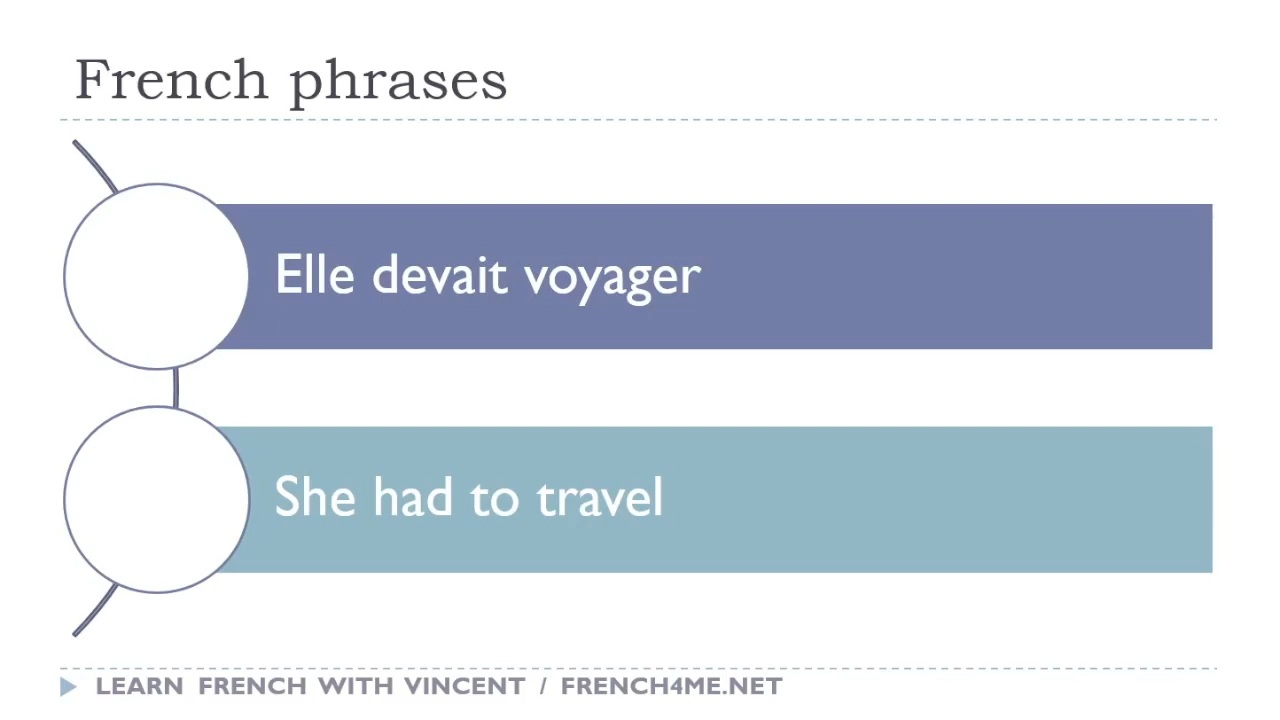 French phrases
Elle devait voyager
She had to travel
LEARN FRENCH WITH VINCENT / FRENCH4ME.NET